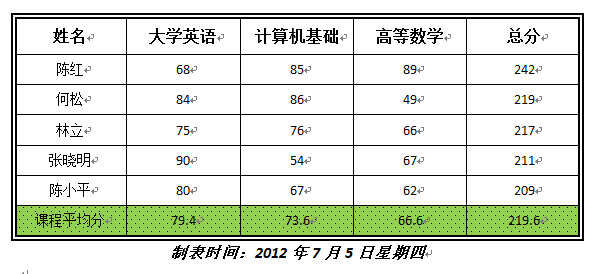 姓名 大学英语 计算机基础 高等数学 总分
陈红 68 85 89 242
何松 84 86 49 219
林立 75 76 66 217
张晓明 90 54 67 211
陈小平 80 67 62 209
课程平均分 79.4 73.6 66.6 219.6
制表时间：2012 年 7 月 5 日星期四